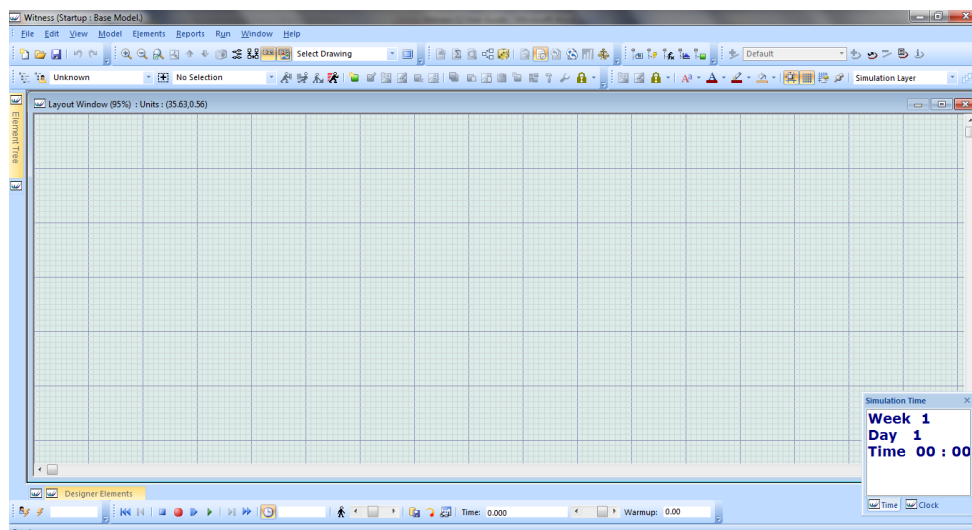 Witness (Startup : Base Model.)
File Edit View Model Elements Reports Run Window Help
Select Drawing Default
Unknown No Selection Simulation Layer
Layout Window (95%) : Units : (35.63,0.56)
Element Tree
Simulation Time
Week 1
Day 1
Time 00 : 00
Time Clock
Designer Elements
Time: 0.000 Warmup: 0.00